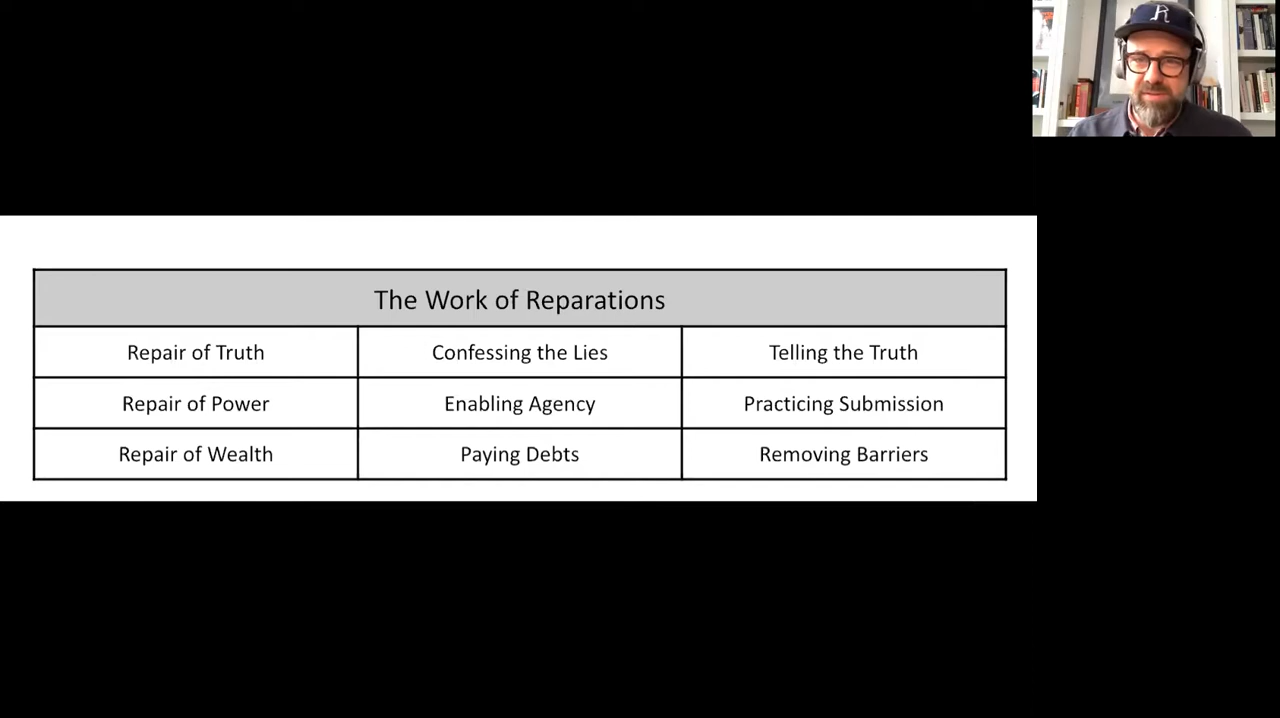 R
The Work of Reparations
Repair of Truth Confessing the Lies Telling the Truth
Repair of Power Enabling Agency Practicing Submission
Repair of Wealth Paying Debts Removing Barriers